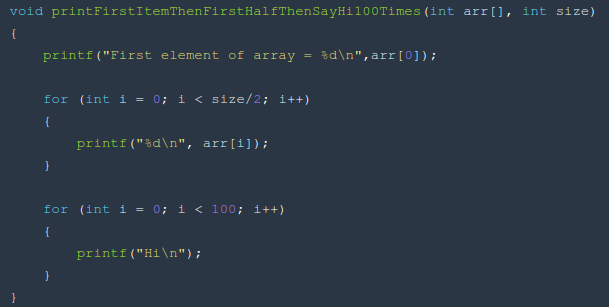 void printFirstItemThenFirstHalfThenSayHi100Times(int arr[], int size)
{
    printf("First element of array = %d\n",arr[0]);

    for (int i = 0; i < size/2; i++)
    {
        printf("%d\n", arr[i]);
    }

    for (int i = 0; i < 100; i++)
    {
        printf("Hi\n");
    }
}